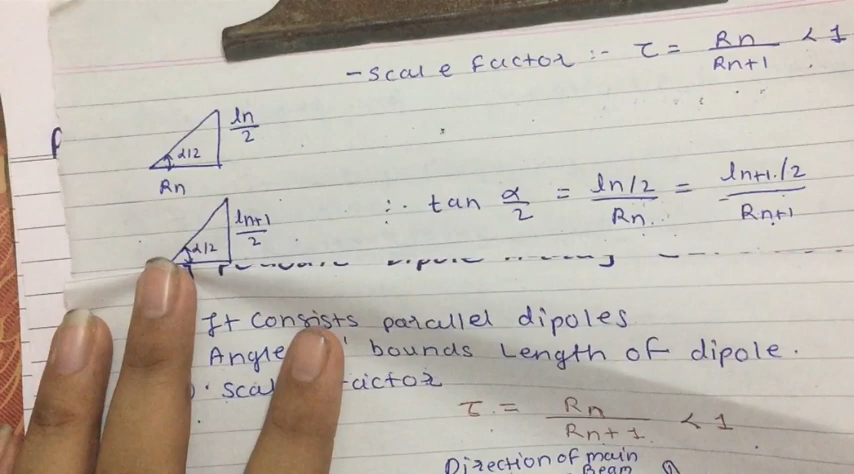 - scale factor :- τ = Rn / Rn+1 < 1
ln / 2
α/2
Rn
ln+1 / 2
α/2
∴ tan α/2 = ln/2 / Rn = ln+1/2 / Rn+1
It consists parallel dipoles
Angle bounds Length of dipole.
τ = Rn / Rn+1 < 1
Direction of main
Beam